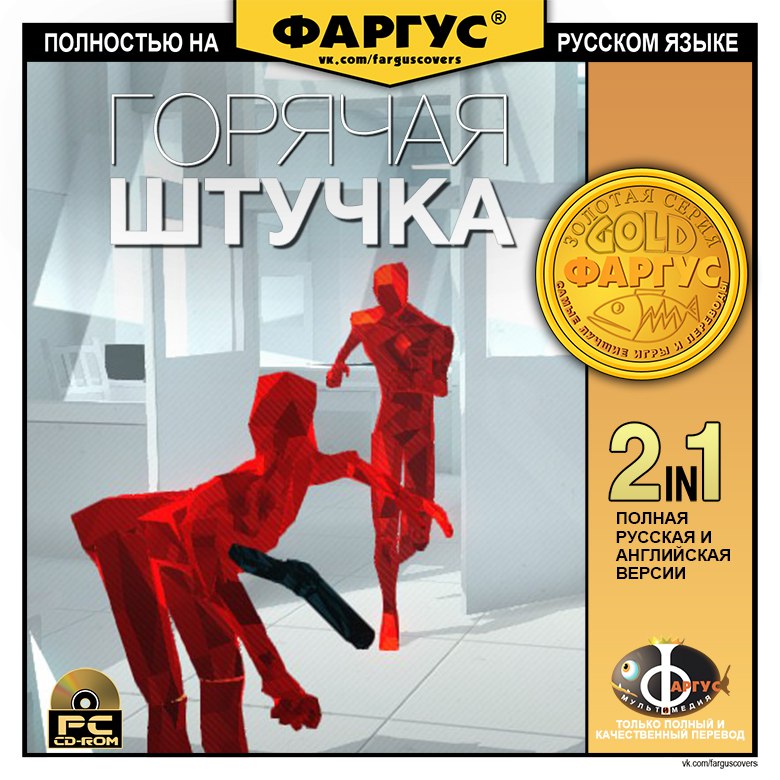 ПОЛНОСТЬЮ НА
ФАРГУС®
vk.com/farguscovers
РУССКОМ ЯЗЫКЕ
ГОРЯЧАЯ
ШТУЧКА
ЗОЛОТАЯ СЕРИЯ
GOLD
ФАРГУС
САМЫЕ ЛУЧШИЕ ИГРЫ И ПЕРЕВОДЫ
2IN1
ПОЛНАЯ
РУССКАЯ И
АНГЛИЙСКАЯ
ВЕРСИИ
PC
CD-ROM
ФАРГУС
МУЛЬТИМЕДИЯ
ТОЛЬКО ПОЛНЫЙ И
КАЧЕСТВЕННЫЙ ПЕРЕВОД
vk.com/farguscovers